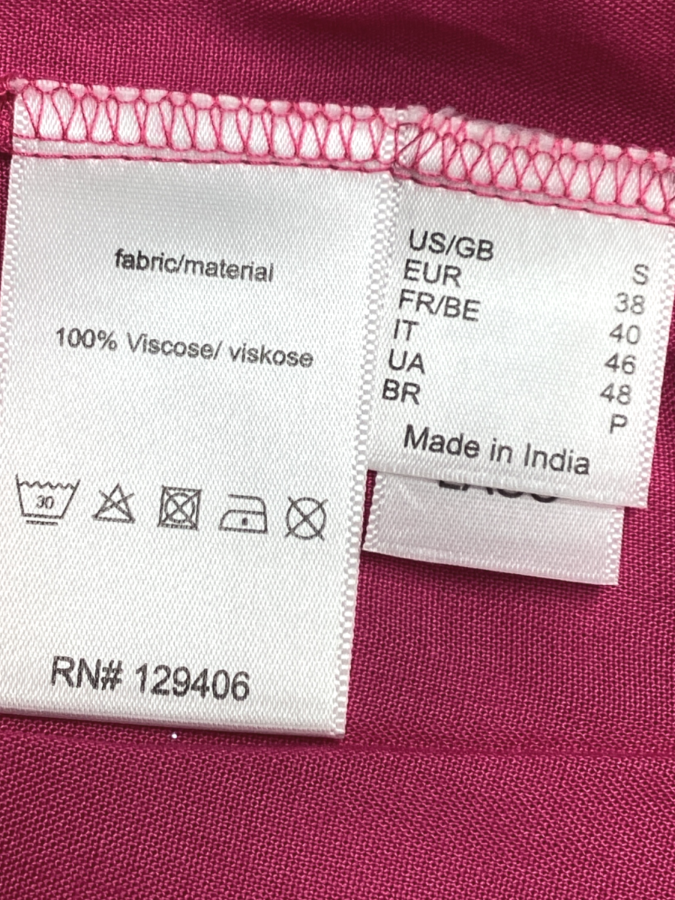 fabric/material
100% Viscose/ viskose
30
RN# 129406
US/GB S
EUR 38
FR/BE 40
IT 46
UA 48
BR P
Made in India